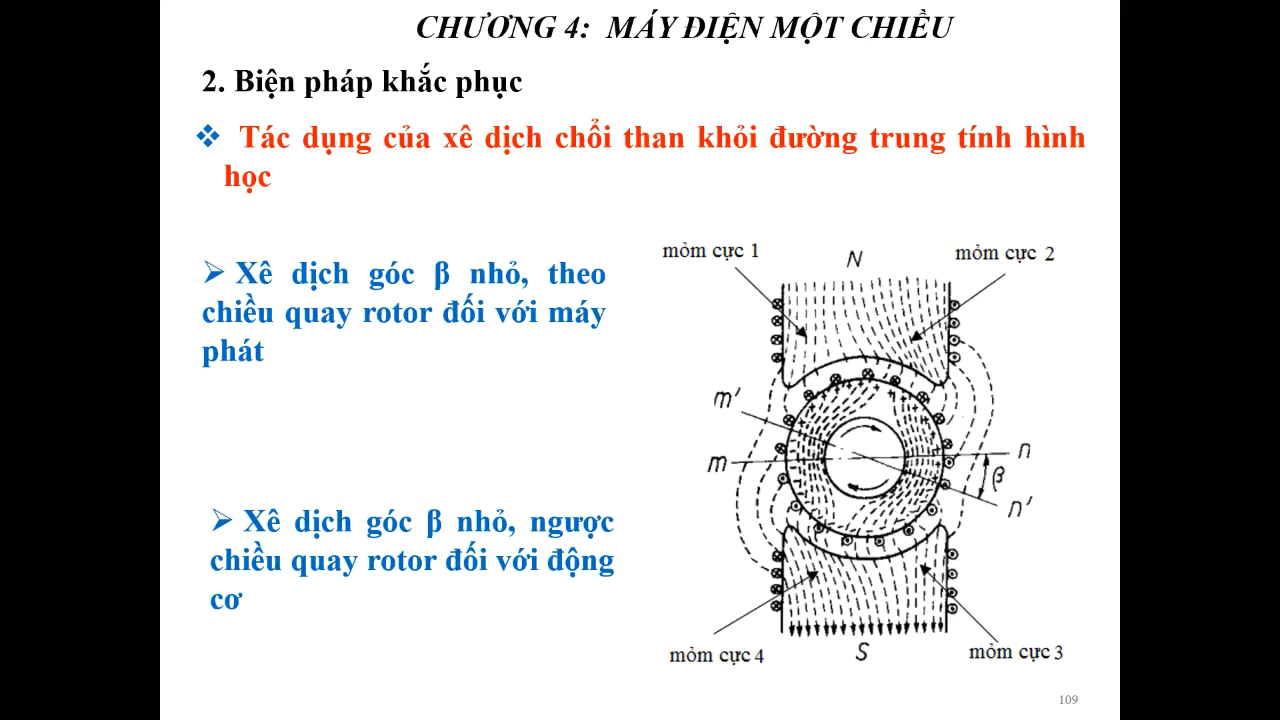 CHƯƠNG 4: MÁY ĐIỆN MỘT CHIỀU
2. Biện pháp khắc phục
Tác dụng của xê dịch chổi than khỏi đường trung tính hình
học
Xê dịch góc β nhỏ, theo
chiều quay rotor đối với máy
phát
Xê dịch góc β nhỏ, ngược
chiều quay rotor đối với động
cơ
mỏm cực 1
N
mỏm cực 2
m'
m
n
β
n'
mỏm cực 4
S
mỏm cực 3
109